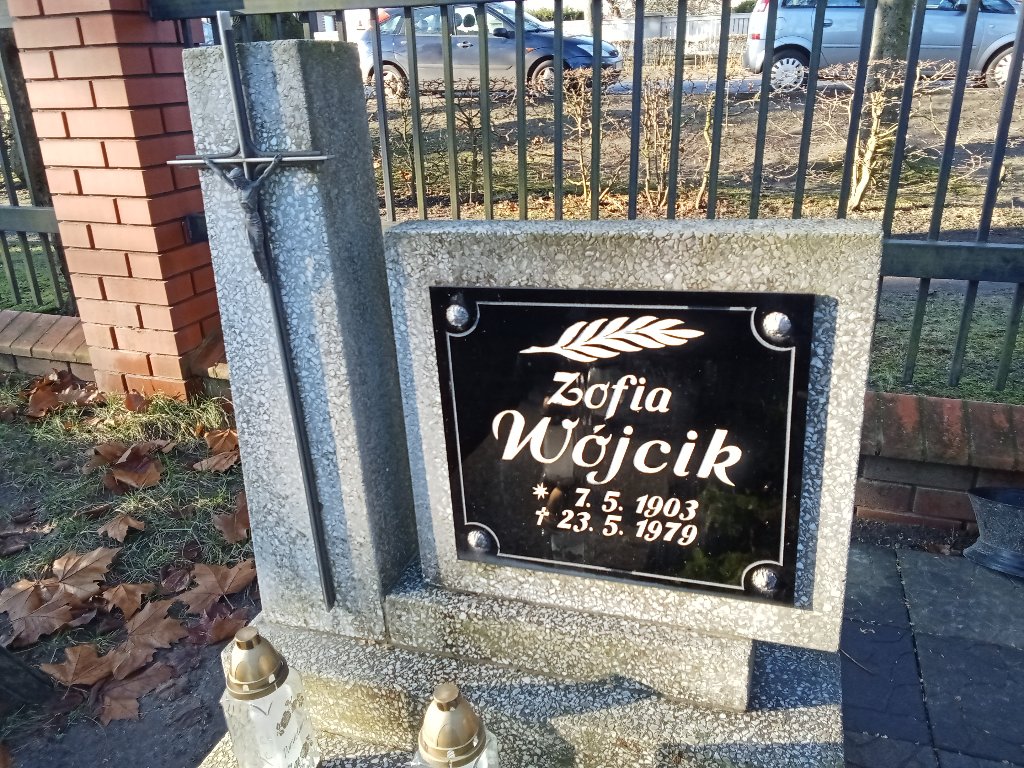 Zofia
Wójcik
* 7. 5. 1903
† 23. 5. 1979